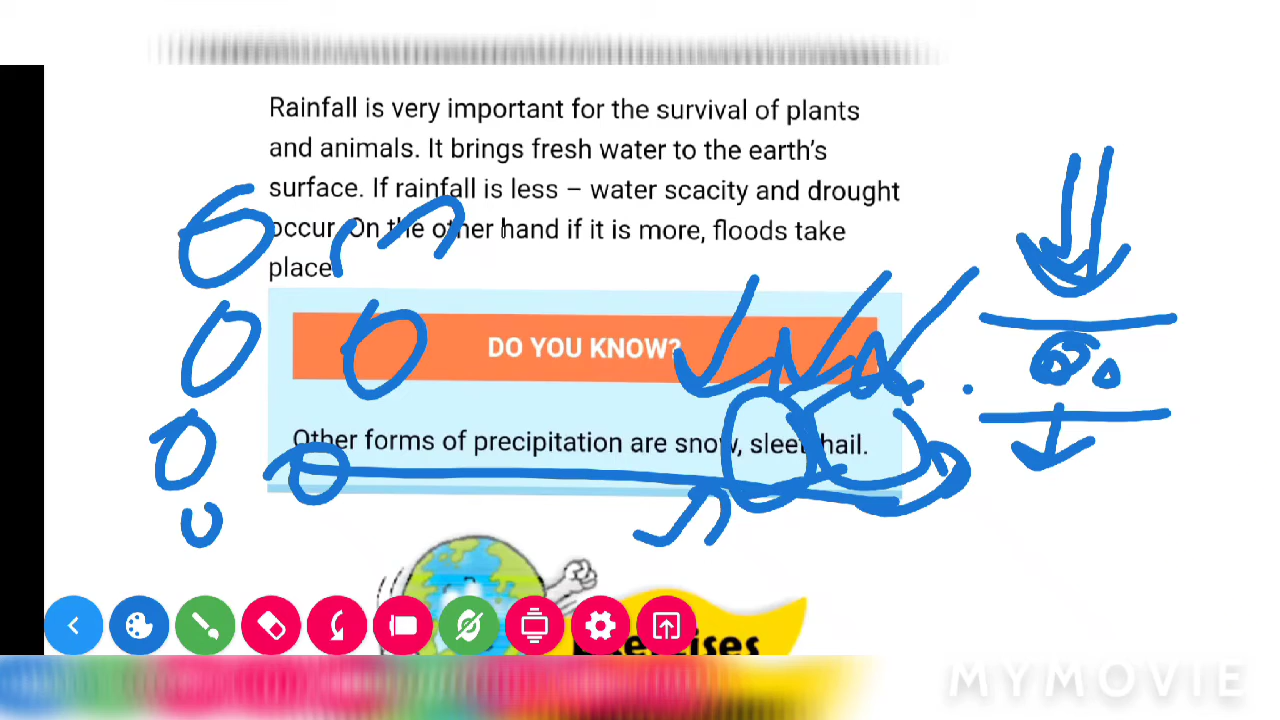 Rainfall is very important for the survival of plants
and animals. It brings fresh water to the earth's
surface. If rainfall is less – water scacity and drought
occur. On the other hand if it is more, floods take
place.
DO YOU KNOW?
Other forms of precipitation are snow, sleet, hail.
Exercises
MYMOVIE